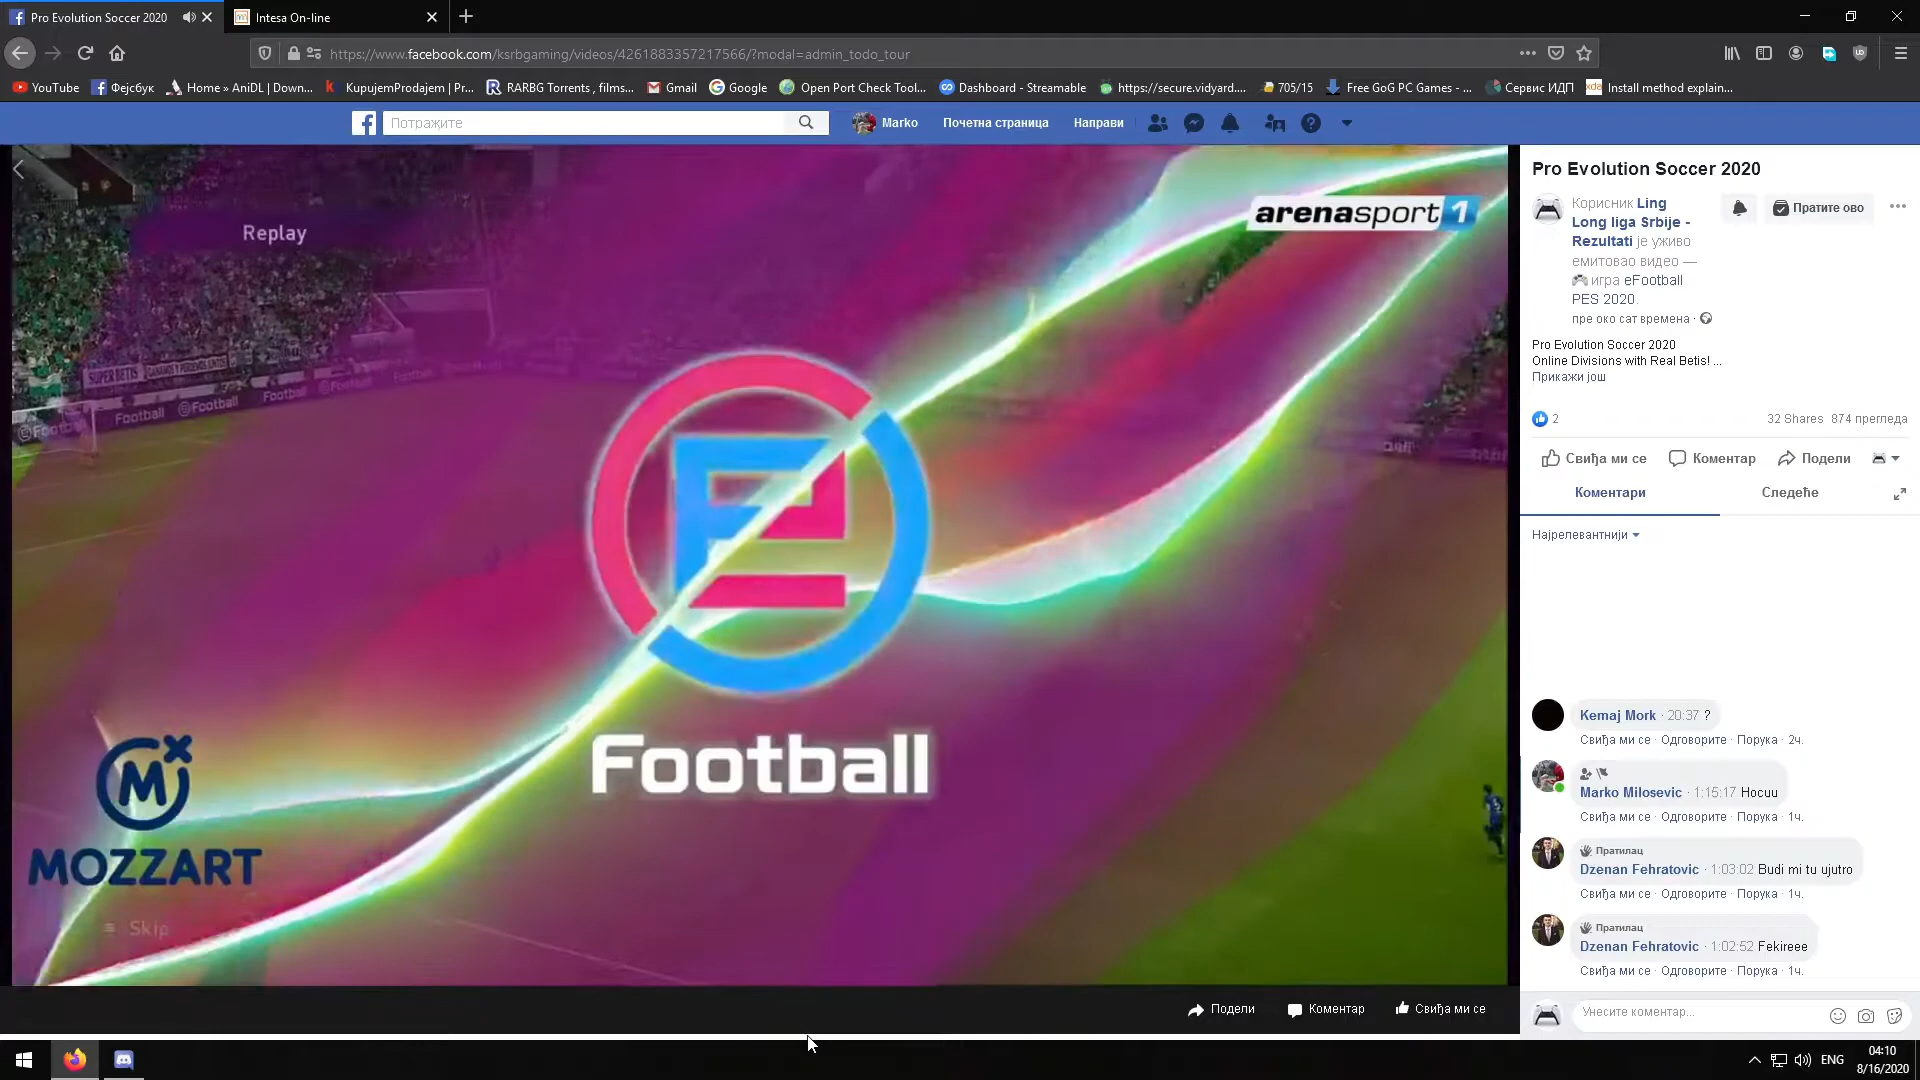 Pro Evolution Soccer 2020
Intesa On-line
https://www.facebook.com/ksrbgaming/videos/4261883357217566/?modal=admin_todo_tour
YouTube
Фејсбук
Home » AniDL | Down...
KupujemProdajem | Pr...
RARBG Torrents , films...
Gmail
Google
Open Port Check Tool...
Dashboard - Streamable
https://secure.vidyard....
705/15
Free GoG PC Games - ...
Сервис ИДП
Install method explain...
Потражите
Marko
Почетна страница
Направи
Replay
arenasport 1
SUPER BETIS
Football
eFootball
Football
eFootball
Football
MOZZART
Skip
Подели
Коментар
Свиђа ми се
Pro Evolution Soccer 2020
Корисник Ling
Long liga Srbije -
Rezultati је уживо
емитовао видео —
игра eFootball
PES 2020.
пре око сат времена ·
Пратите ово
Pro Evolution Soccer 2020
Online Divisions with Real Betis! ...
Прикажи још
2
32 Shares 874 прегледа
Свиђа ми се
Коментар
Подели
Коментари
Следеће
Најрелевантнији
Kemaj Mork · 20:37 ?
Свиђа ми се · Одговорите · Порука · 2ч.
Marko Milosevic · 1:15:17 Hocuu
Свиђа ми се · Одговорите · Порука · 1ч.
Пратилац
Dzenan Fehratovic · 1:03:02 Budi mi tu ujutro
Свиђа ми се · Одговорите · Порука · 1ч.
Пратилац
Dzenan Fehratovic · 1:02:52 Fekireee
Свиђа ми се · Одговорите · Порука · 1ч.
Унесите коментар...
ENG
04:10
8/16/2020